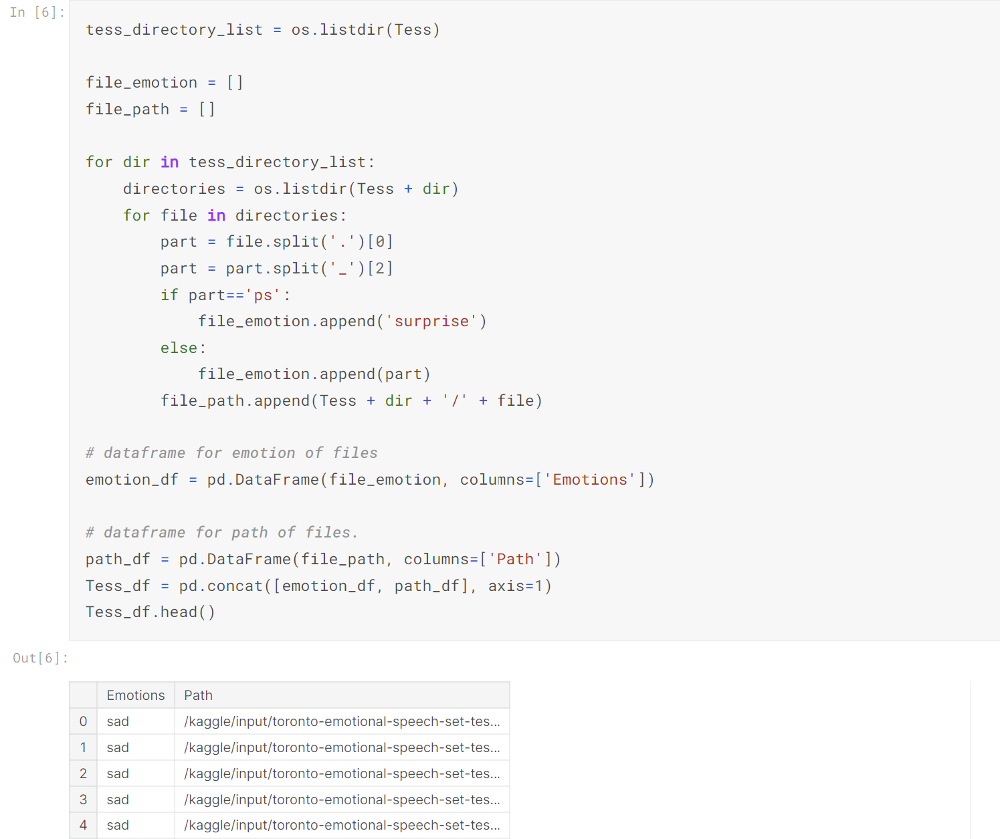 In [6]:
tess_directory_list = os.listdir(Tess)
file_emotion = []
file_path = []
for dir in tess_directory_list:
    directories = os.listdir(Tess + dir)
    for file in directories:
        part = file.split('.')[0]
        part = part.split('_')[2]
        if part=='ps':
            file_emotion.append('surprise')
        else:
            file_emotion.append(part)
        file_path.append(Tess + dir + '/' + file)
# dataframe for emotion of files
emotion_df = pd.DataFrame(file_emotion, columns=['Emotions'])
# dataframe for path of files.
path_df = pd.DataFrame(file_path, columns=['Path'])
Tess_df = pd.concat([emotion_df, path_df], axis=1)
Tess_df.head()
Out[6]:
Emotions Path
0 sad /kaggle/input/toronto-emotional-speech-set-tes...
1 sad /kaggle/input/toronto-emotional-speech-set-tes...
2 sad /kaggle/input/toronto-emotional-speech-set-tes...
3 sad /kaggle/input/toronto-emotional-speech-set-tes...
4 sad /kaggle/input/toronto-emotional-speech-set-tes...